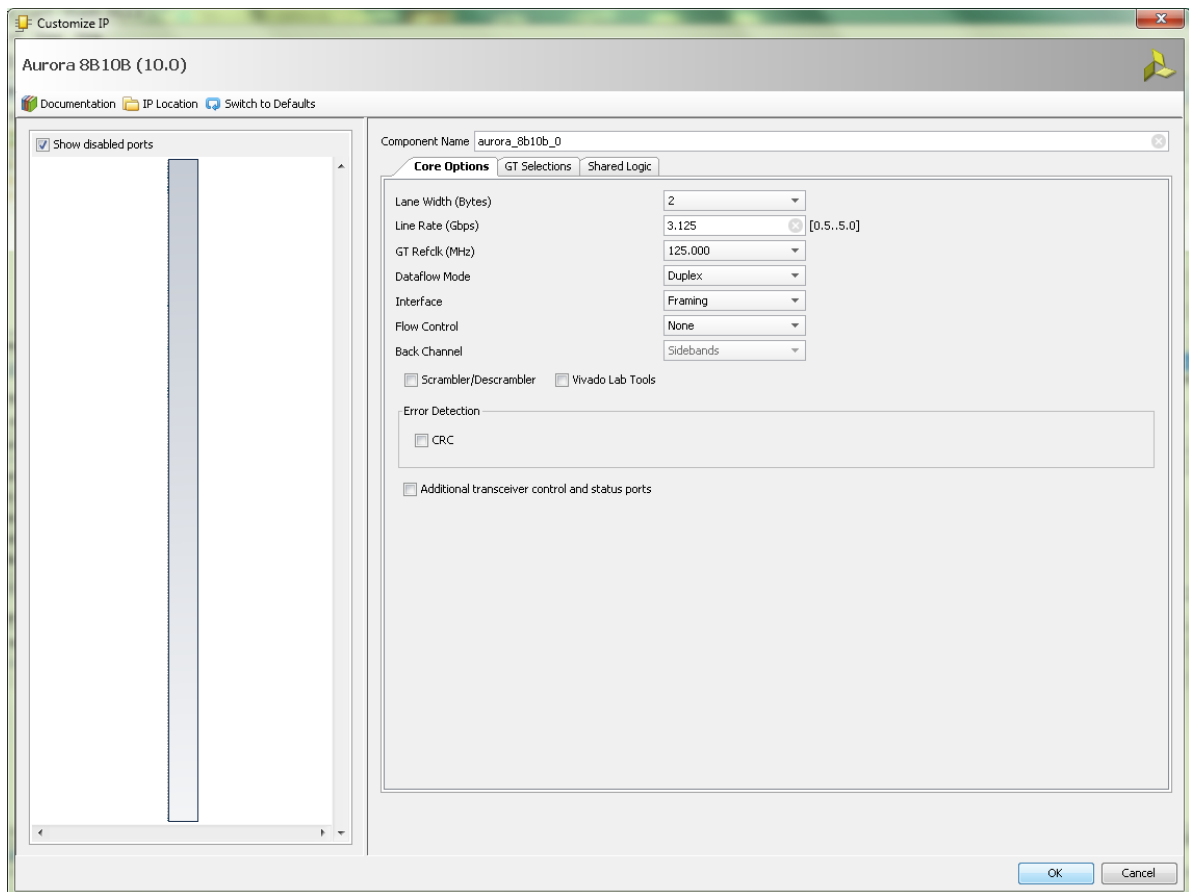 Customize IP
Aurora 8B10B (10.0)
Documentation IP Location Switch to Defaults
Show disabled ports
Component Name aurora_8b10b_0
Core Options GT Selections Shared Logic
Lane Width (Bytes) 2
Line Rate (Gbps) 3.125 [0.5..5.0]
GT Refclk (MHz) 125.000
Dataflow Mode Duplex
Interface Framing
Flow Control None
Back Channel Sidebands
Scrambler/Descrambler Vivado Lab Tools
Error Detection
CRC
Additional transceiver control and status ports
OK Cancel